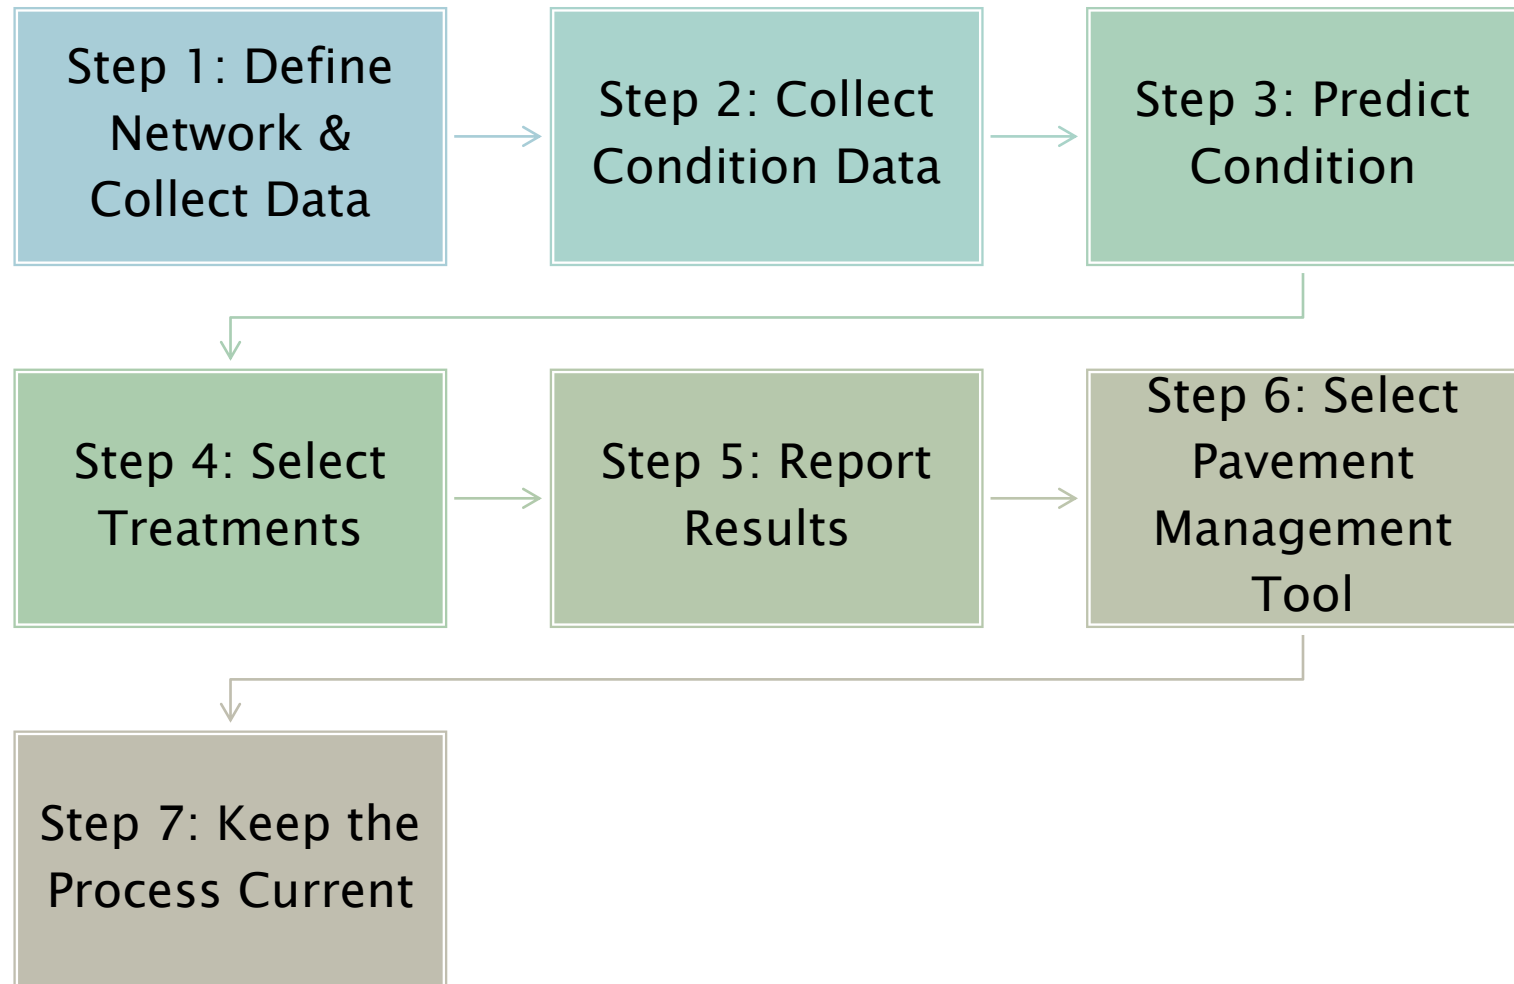 Step 1: Define
Network &
Collect Data
Step 2: Collect
Condition Data
Step 3: Predict
Condition
Step 4: Select
Treatments
Step 5: Report
Results
Step 6: Select
Pavement
Management
Tool
Step 7: Keep the
Process Current